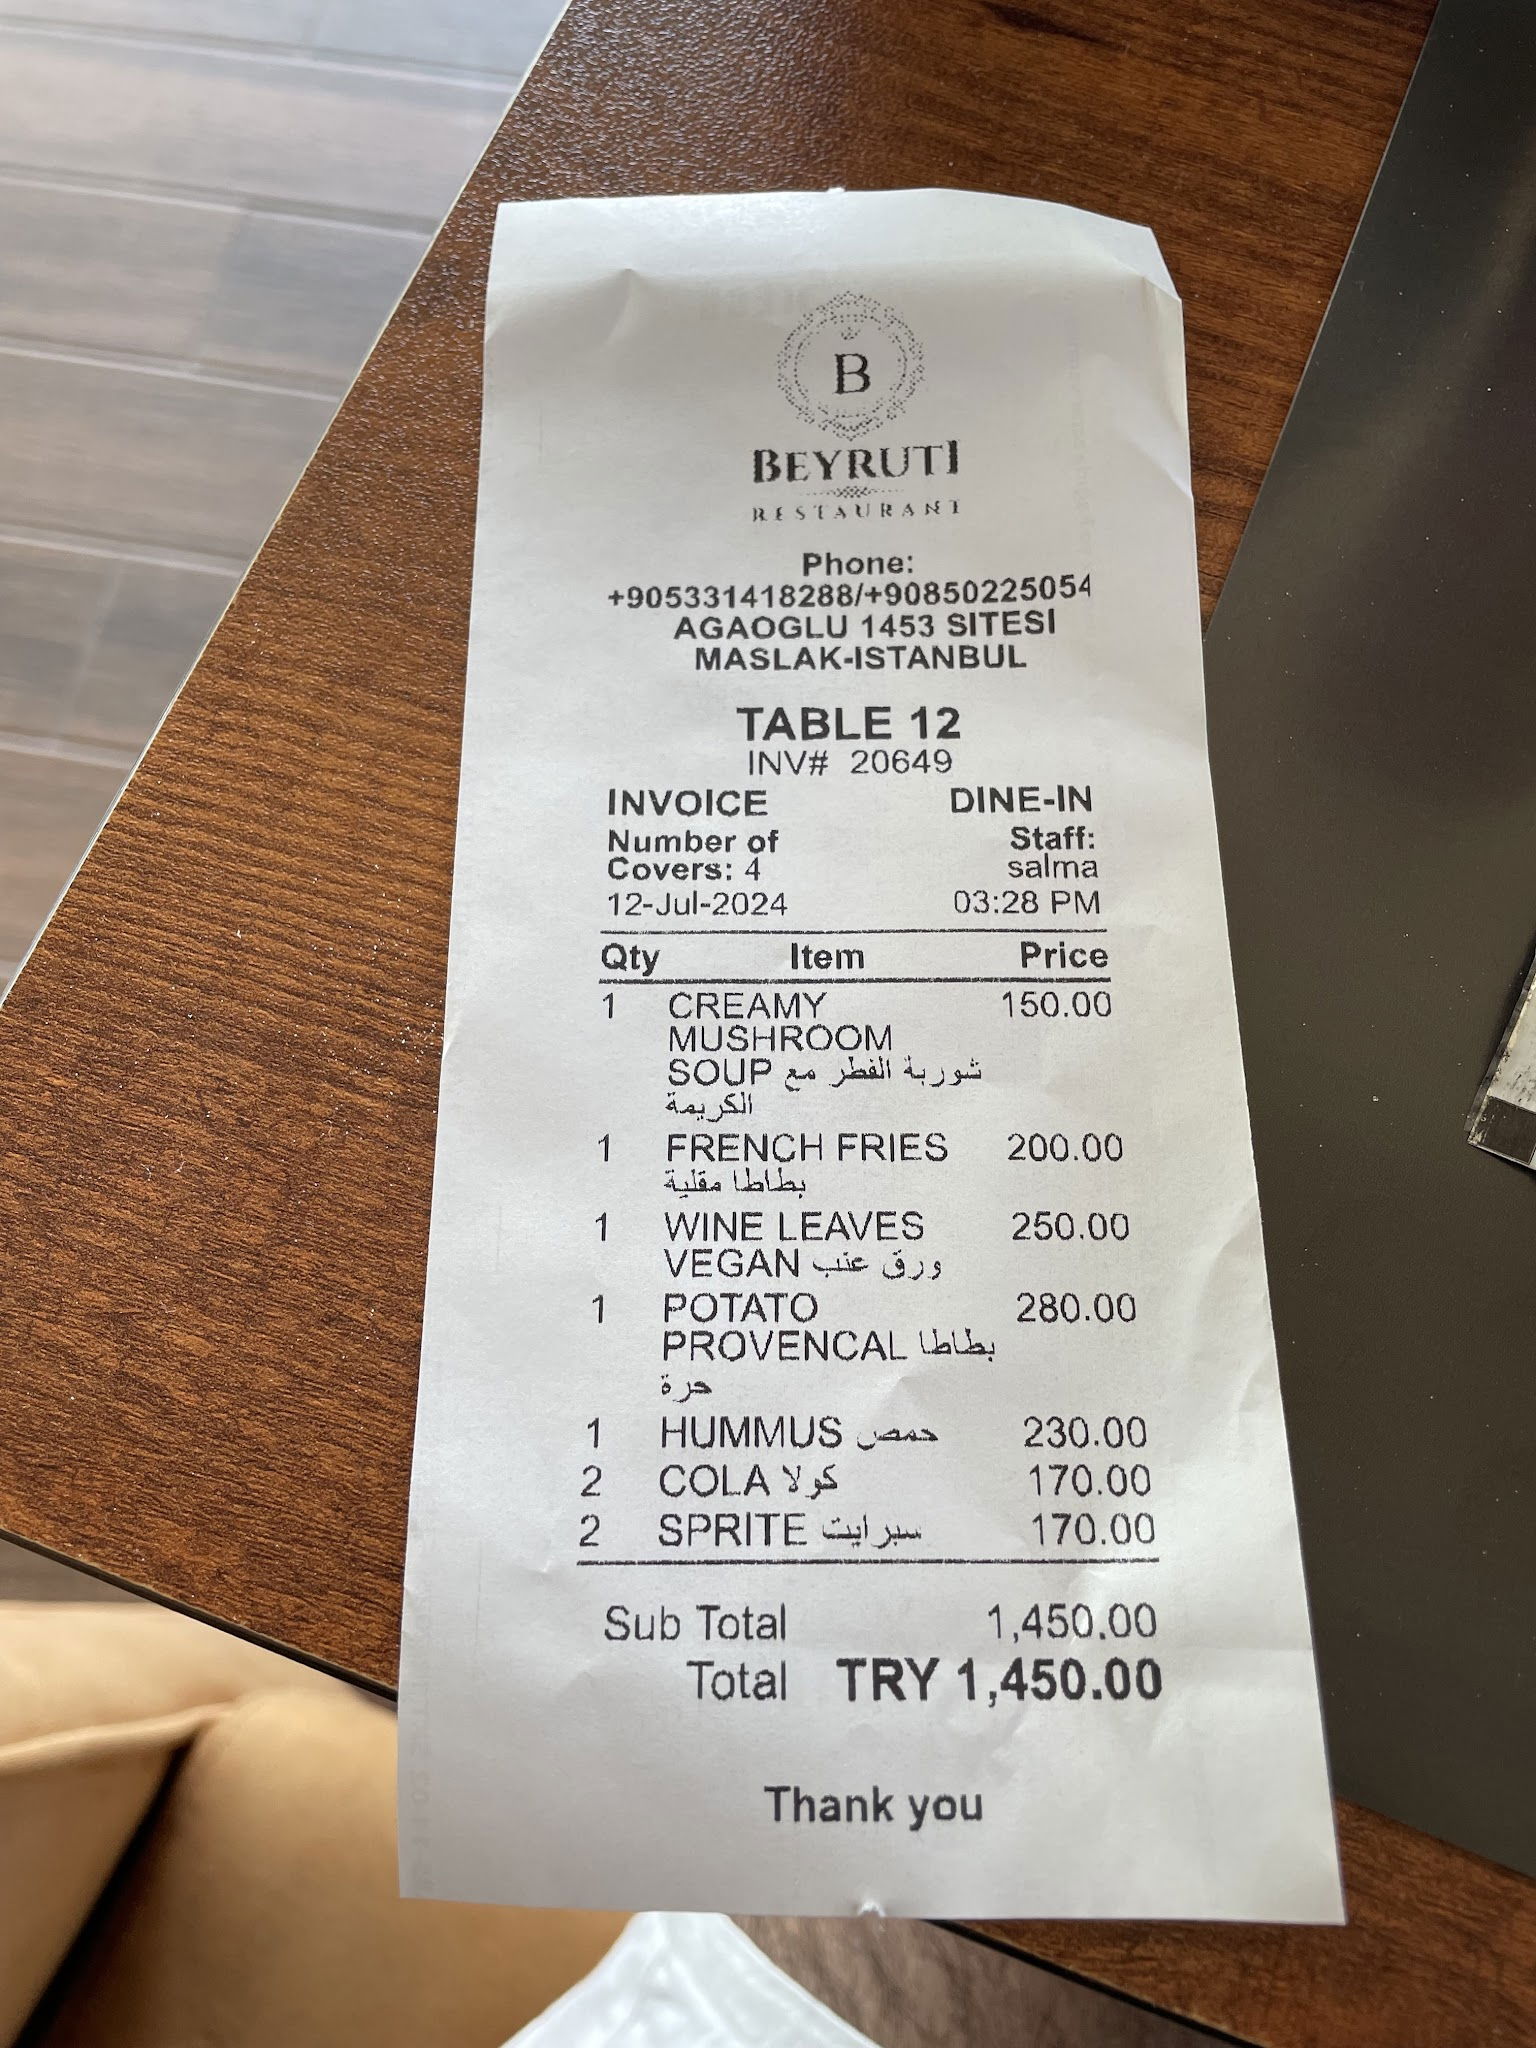 B
BEYRUTI
RESTAURANT
Phone:
+905331418288/+90850225054
AGAOGLU 1453 SITESİ
MASLAK-ISTANBUL
TABLE 12
INV# 20649
INVOICE DINE-IN
Number of Staff:
Covers: 4 salma
12-Jul-2024 03:28 PM
Qty Item Price
1 CREAMY 150.00
MUSHROOM
SOUP شوربة الفطر مع
الكريمة
1 FRENCH FRIES 200.00
بطاطا مقلية
1 WINE LEAVES 250.00
VEGAN ورق عنب
1 POTATO 280.00
PROVENCAL بطاطا
حرة
1 HUMMUS حمص 230.00
2 COLA كولا 170.00
2 SPRITE سبرايت 170.00
Sub Total 1,450.00
Total TRY 1,450.00
Thank you